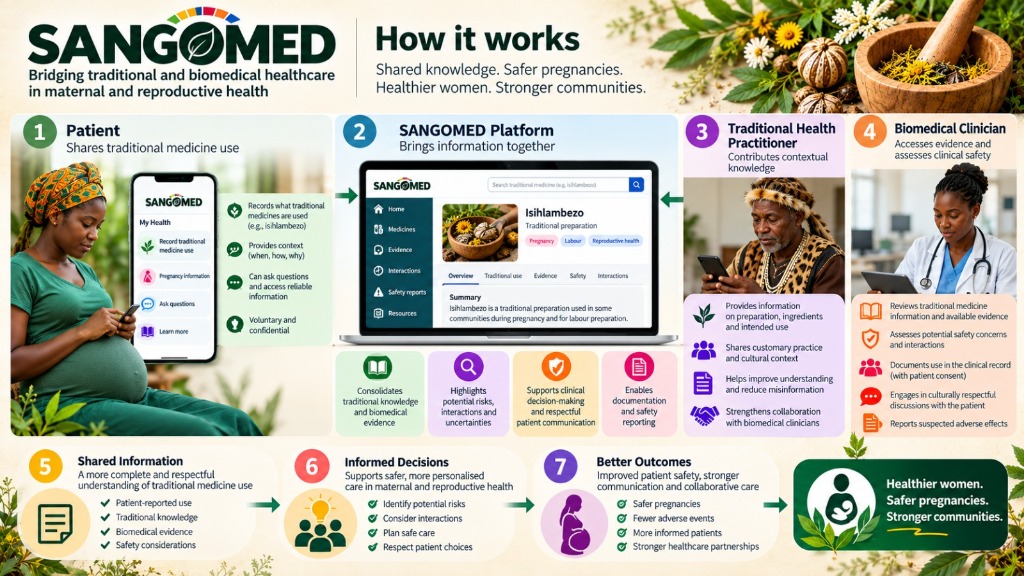 SANGOMED
Bridging traditional and biomedical healthcare
in maternal and reproductive health
How it works
Shared knowledge. Safer pregnancies.
Healthier women. Stronger communities.
1
Patient
Shares traditional medicine use
SANGOMED
My Health
Record traditional
medicine use
Pregnancy information
Ask questions
Learn more
Records what traditional
medicines are used
(e.g., isihlambezo)
Provides context
(when, how, why)
Can ask questions
and access reliable
information
Voluntary and
confidential
2
SANGOMED Platform
Brings information together
SANGOMED
Search traditional medicine (e.g, isihlambezo)
Home
Medicines
Evidence
Interactions
Safety reports
Resources
Isihlambezo
Traditional preparation
Pregnancy
Labour
Reproductive health
Overview
Traditional use
Evidence
Safety
Interactions
Summary
Isihlambezo is a traditional preparation used in some
communities during pregnancy and for labour preparation.
Consolidates
traditional knowledge
and biomedical
evidence
Highlights
potential risks,
interactions and
uncertainties
Supports clinical
decision-making
and respectful
patient communication
Enables
documentation
and safety
reporting
3
Traditional Health
Practitioner
Contributes contextual
knowledge
Provides information
on preparation, ingredients
and intended use
Shares customary practice
and cultural context
Helps improve understanding
and reduce misinformation
Strengthens collaboration
with biomedical clinicians
4
Biomedical Clinician
Accesses evidence and
assesses clinical safety
Reviews traditional medicine
information and available evidence
Assesses potential safety concerns
and interactions
Documents use in the clinical record
(with patient consent)
Engages in culturally respectful
discussions with the patient
Reports suspected adverse effects
5
Shared Information
A more complete and respectful
understanding of traditional medicine use
Patient-reported use
Traditional knowledge
Biomedical evidence
Safety considerations
6
Informed Decisions
Supports safer, more personalised
care in maternal and reproductive health
Identify potential risks
Consider interactions
Plan safe care
Respect patient choices
7
Better Outcomes
Improved patient safety, stronger
communication and collaborative care
Safer pregnancies
Fewer adverse events
More informed patients
Stronger healthcare partnerships
Healthier women.
Safer pregnancies.
Stronger communities.